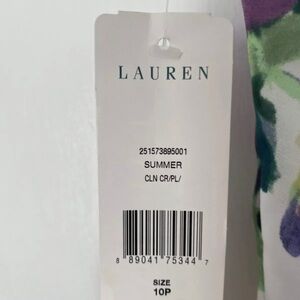 LAUREN
251573895001
SUMMER
CLN CR/PL/
8 89041 75344 7
SIZE
10P